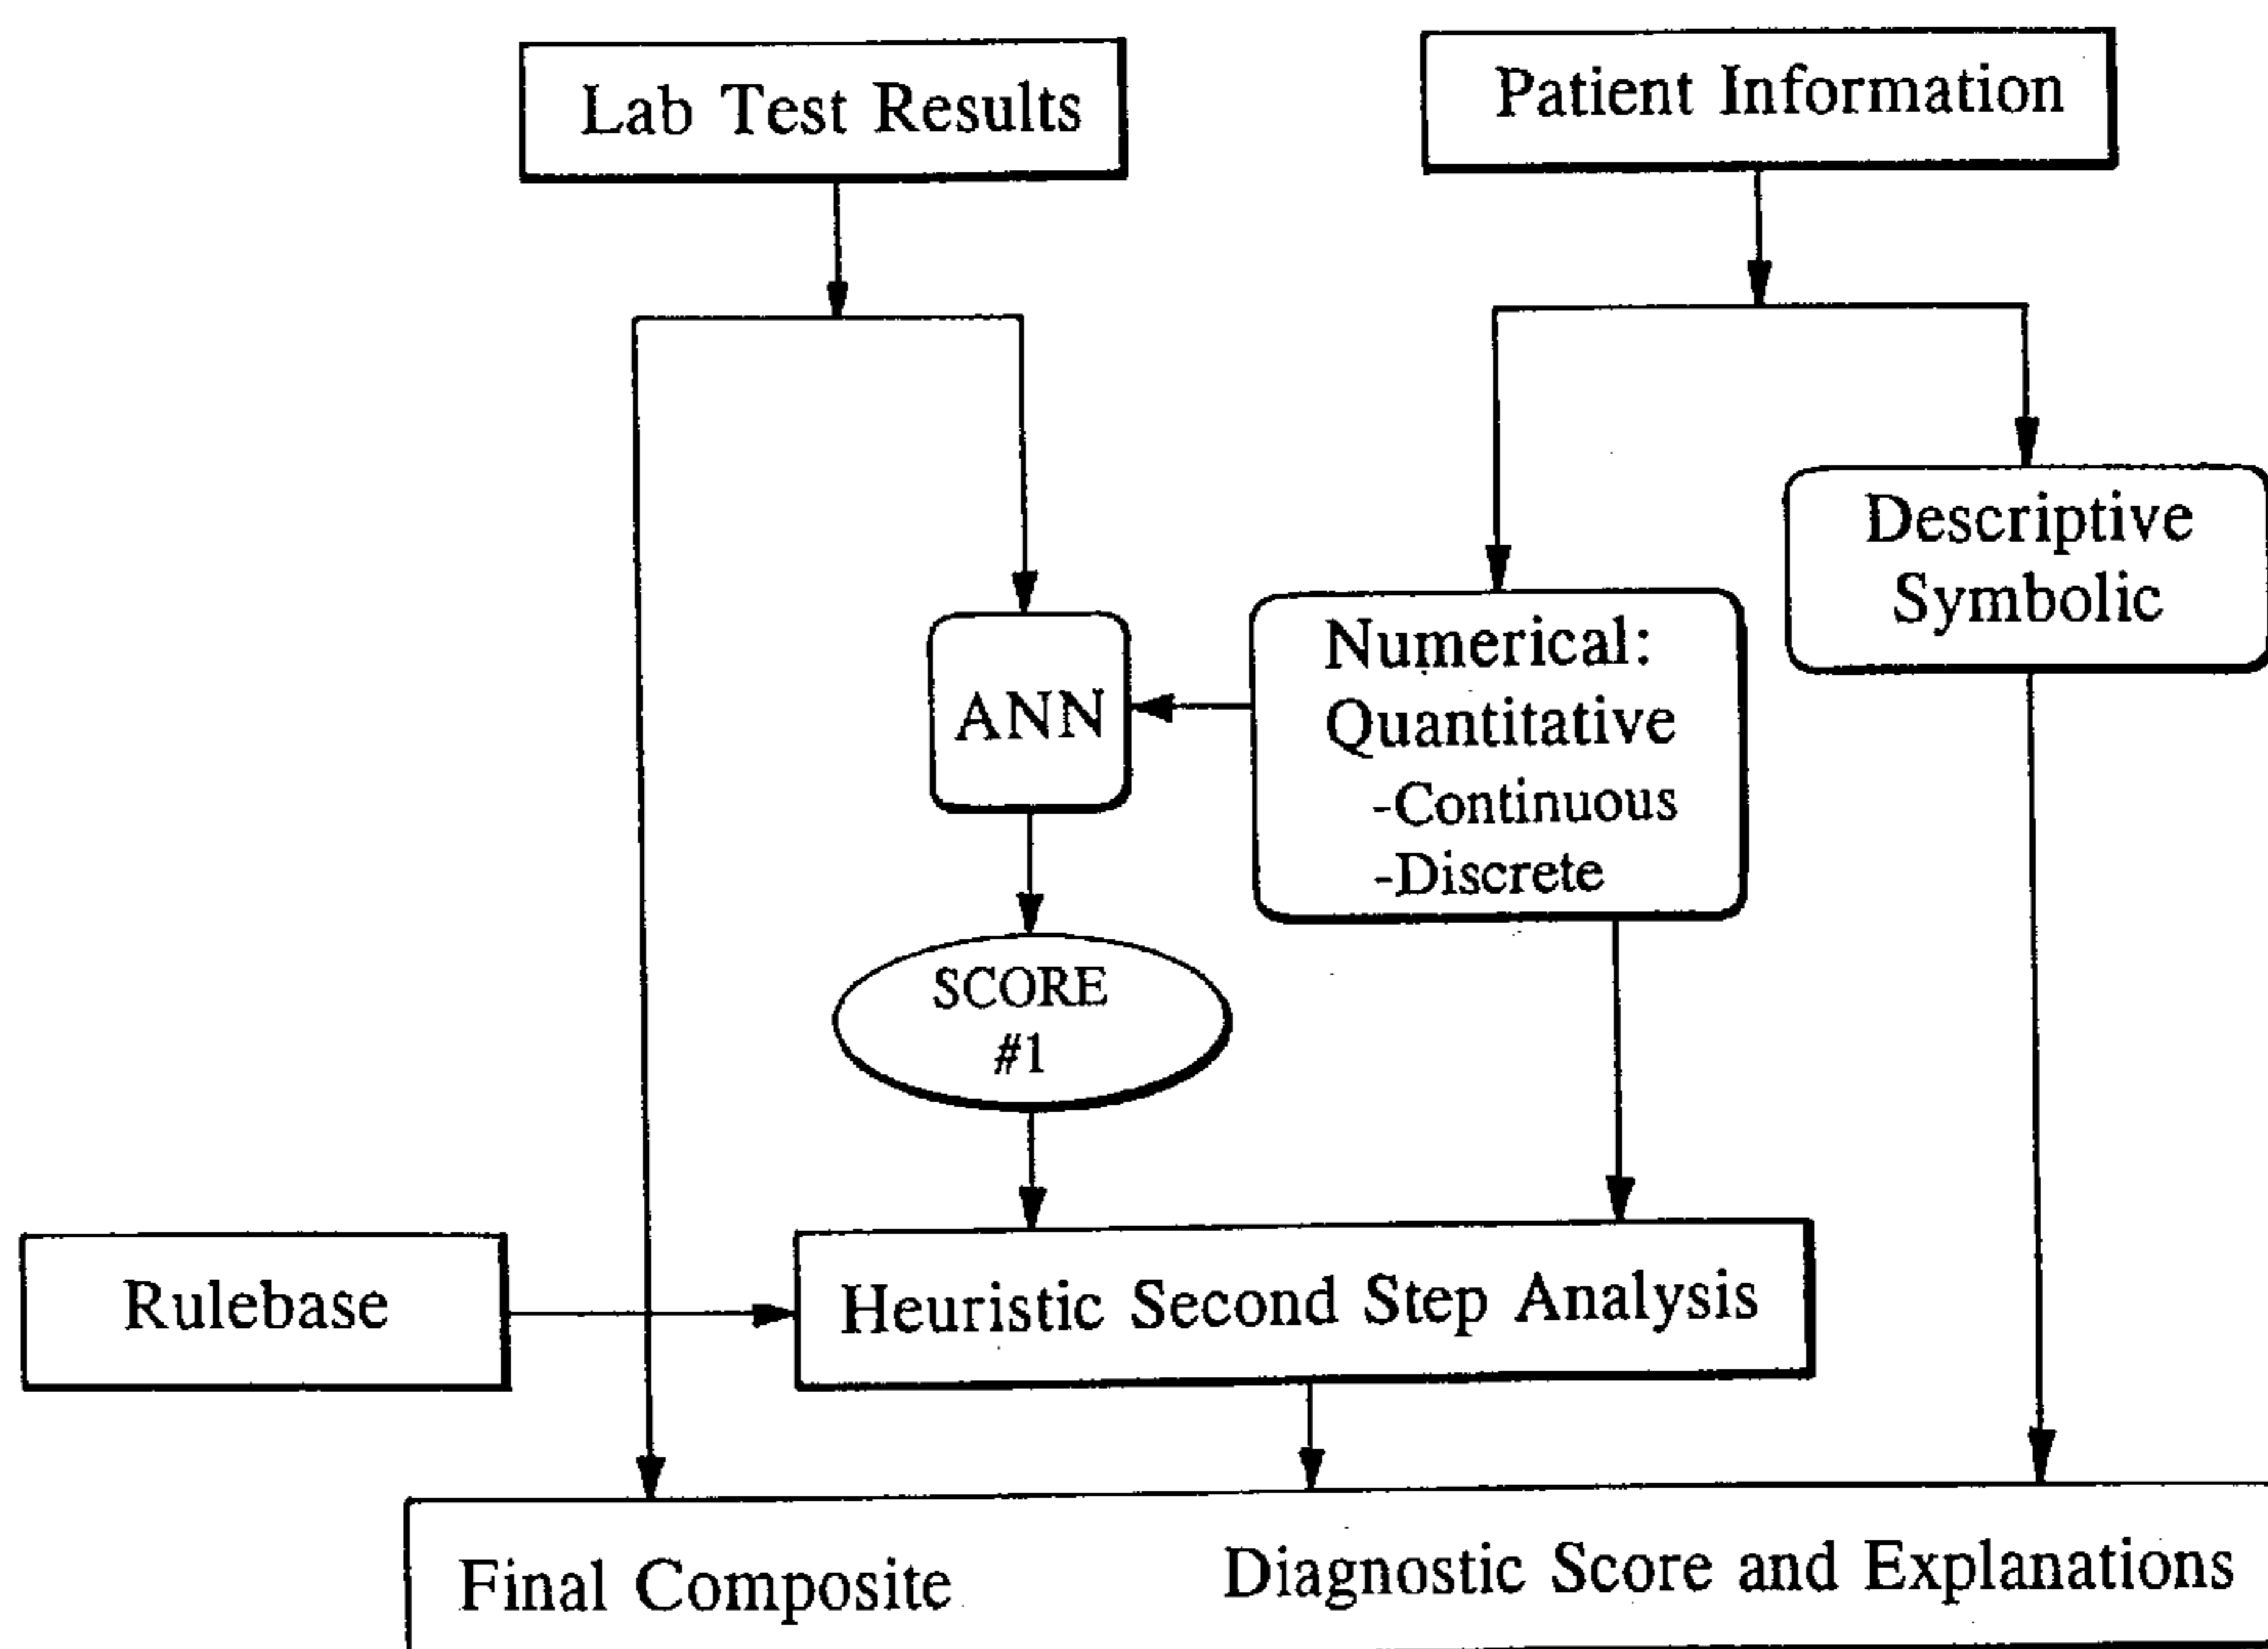 Lab Test Results
Patient Information
Descriptive
Symbolic
Numerical:
Quantitative
-Continuous
-Discrete
ANN
SCORE
#1
Rulebase
Heuristic Second Step Analysis
Final Composite
Diagnostic Score and Explanations